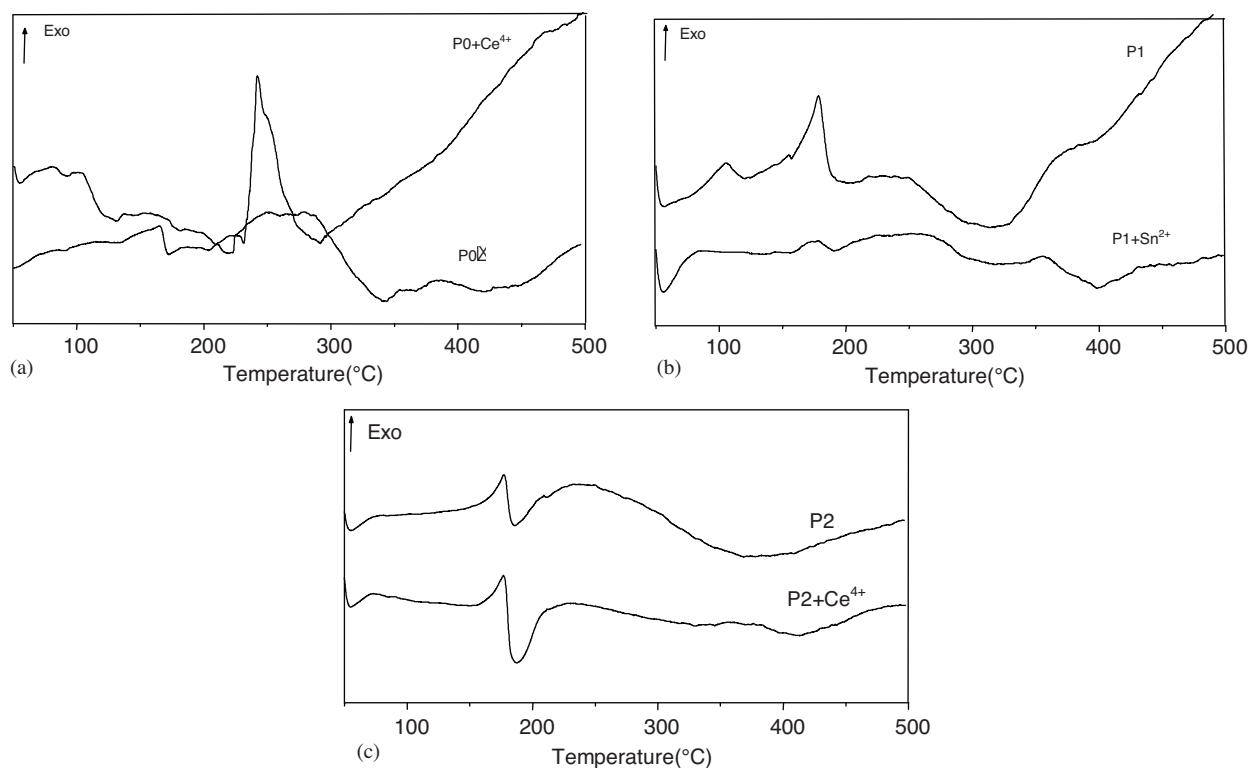 Exo
P0+Ce⁴⁺
P0
100 200 300 400 500
(a)
Temperature(°C)
Exo
P1
P1+Sn²⁺
100 200 300 400 500
(b)
Temperature(°C)
Exo
P2
P2+Ce⁴⁺
100 200 300 400 500
(c)
Temperature(°C)